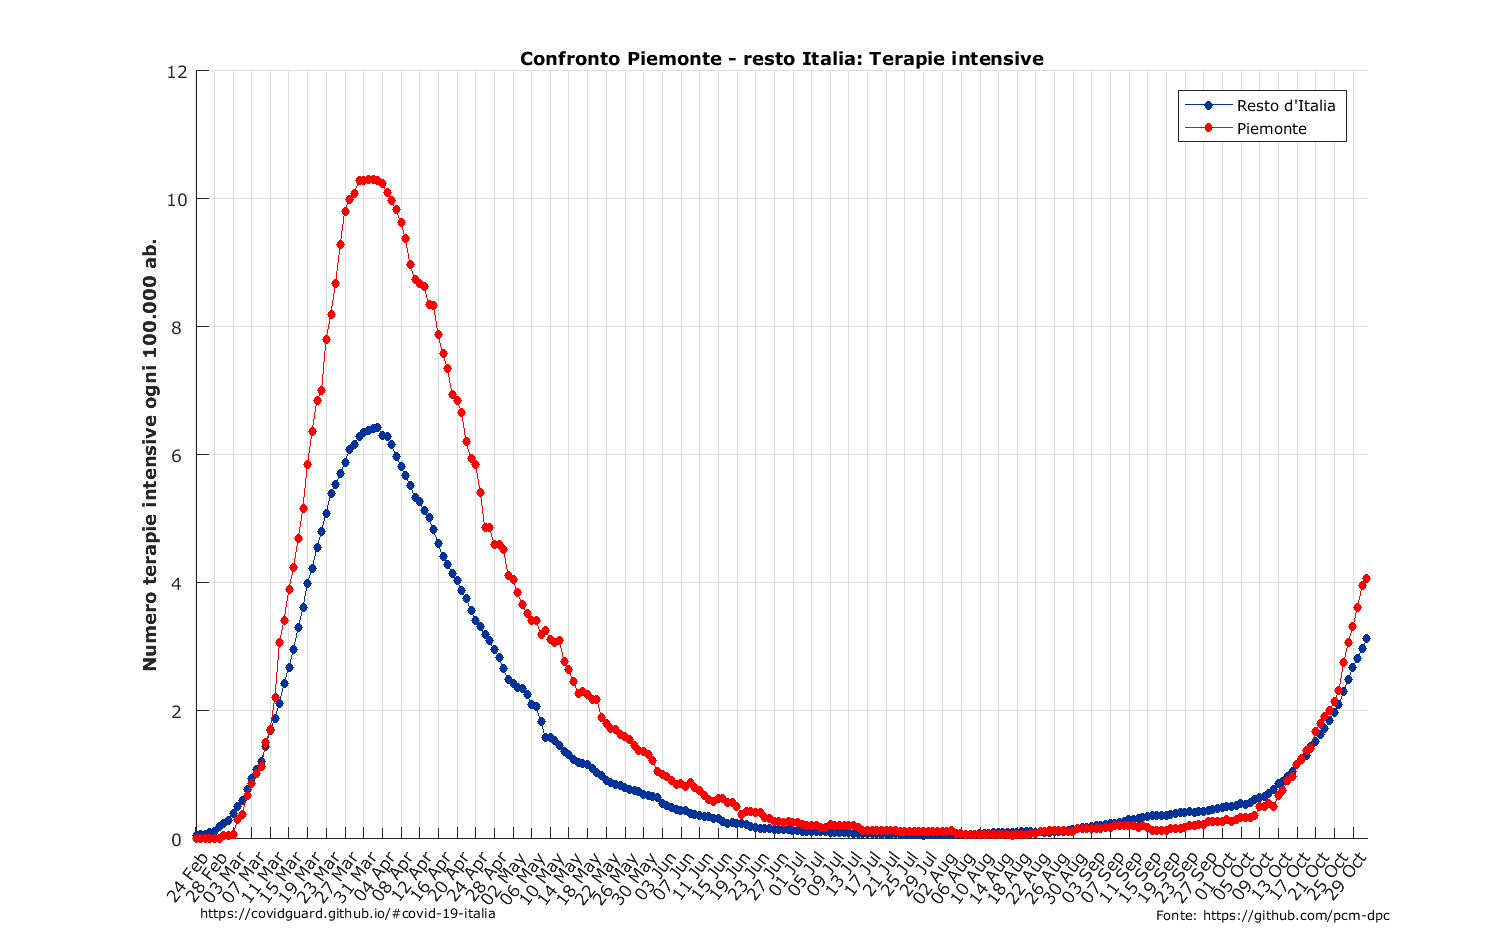 Confronto Piemonte - resto Italia: Terapie intensive
Resto d'Italia
Piemonte
Numero terapie intensive ogni 100.000 ab.
12
10
8
6
4
2
0
24 Feb
28 Feb
03 Mar
07 Mar
11 Mar
15 Mar
19 Mar
23 Mar
27 Mar
31 Mar
04 Apr
08 Apr
12 Apr
16 Apr
20 Apr
24 Apr
28 Apr
02 May
06 May
10 May
14 May
18 May
22 May
26 May
30 May
03 Jun
07 Jun
11 Jun
15 Jun
19 Jun
23 Jun
27 Jun
01 Jul
05 Jul
09 Jul
13 Jul
17 Jul
21 Jul
25 Jul
29 Jul
02 Aug
06 Aug
10 Aug
14 Aug
18 Aug
22 Aug
26 Aug
30 Aug
03 Sep
07 Sep
11 Sep
15 Sep
19 Sep
23 Sep
27 Sep
01 Oct
05 Oct
09 Oct
13 Oct
17 Oct
21 Oct
25 Oct
29 Oct
https://covidguard.github.io/#covid-19-italia
Fonte: https://github.com/pcm-dpc